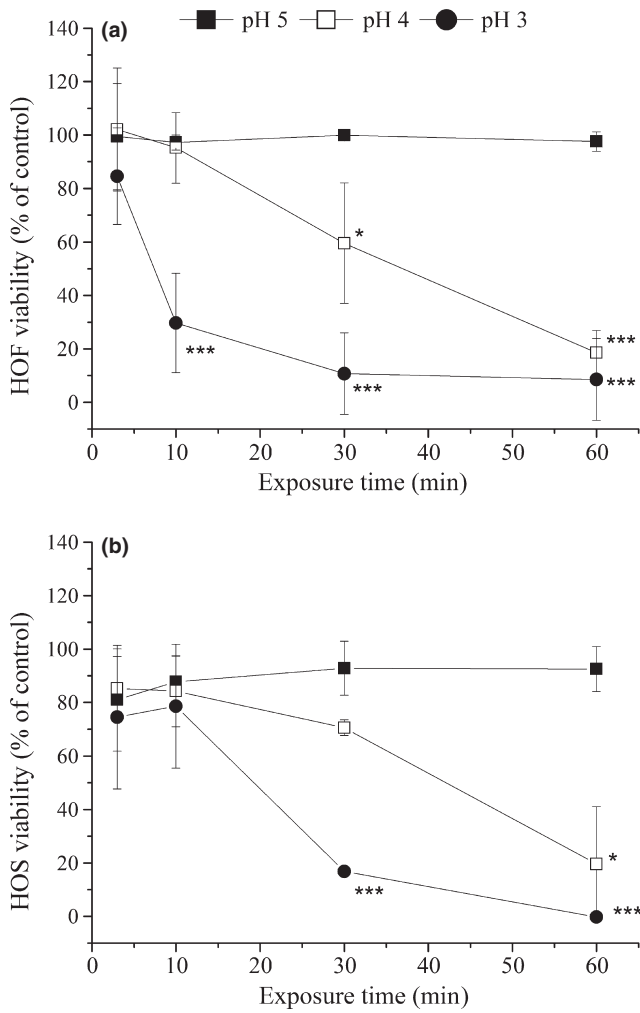 pH 5 pH 4 pH 3
(a)
HOF viability (% of control)
140
120
100
80
60
40
20
0
*
***
***
***
***
0 10 20 30 40 50 60
Exposure time (min)
(b)
HOS viability (% of control)
140
120
100
80
60
40
20
0
*
***
***
0 10 20 30 40 50 60
Exposure time (min)